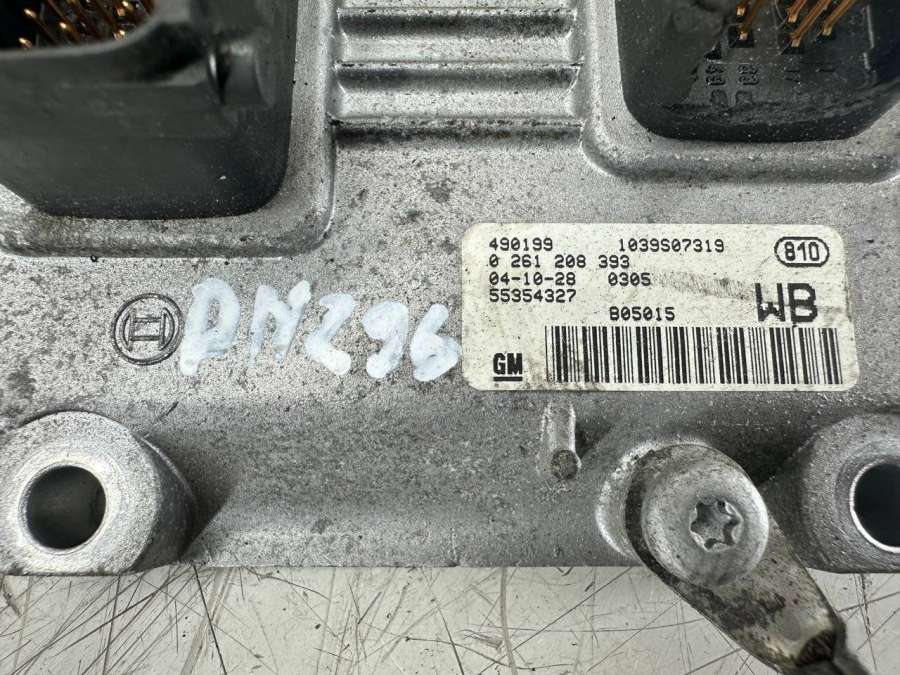 490199 1039S07319 810
0 261 208 393
04-10-28 0305
55354327 WB
B05015
GM
DN296